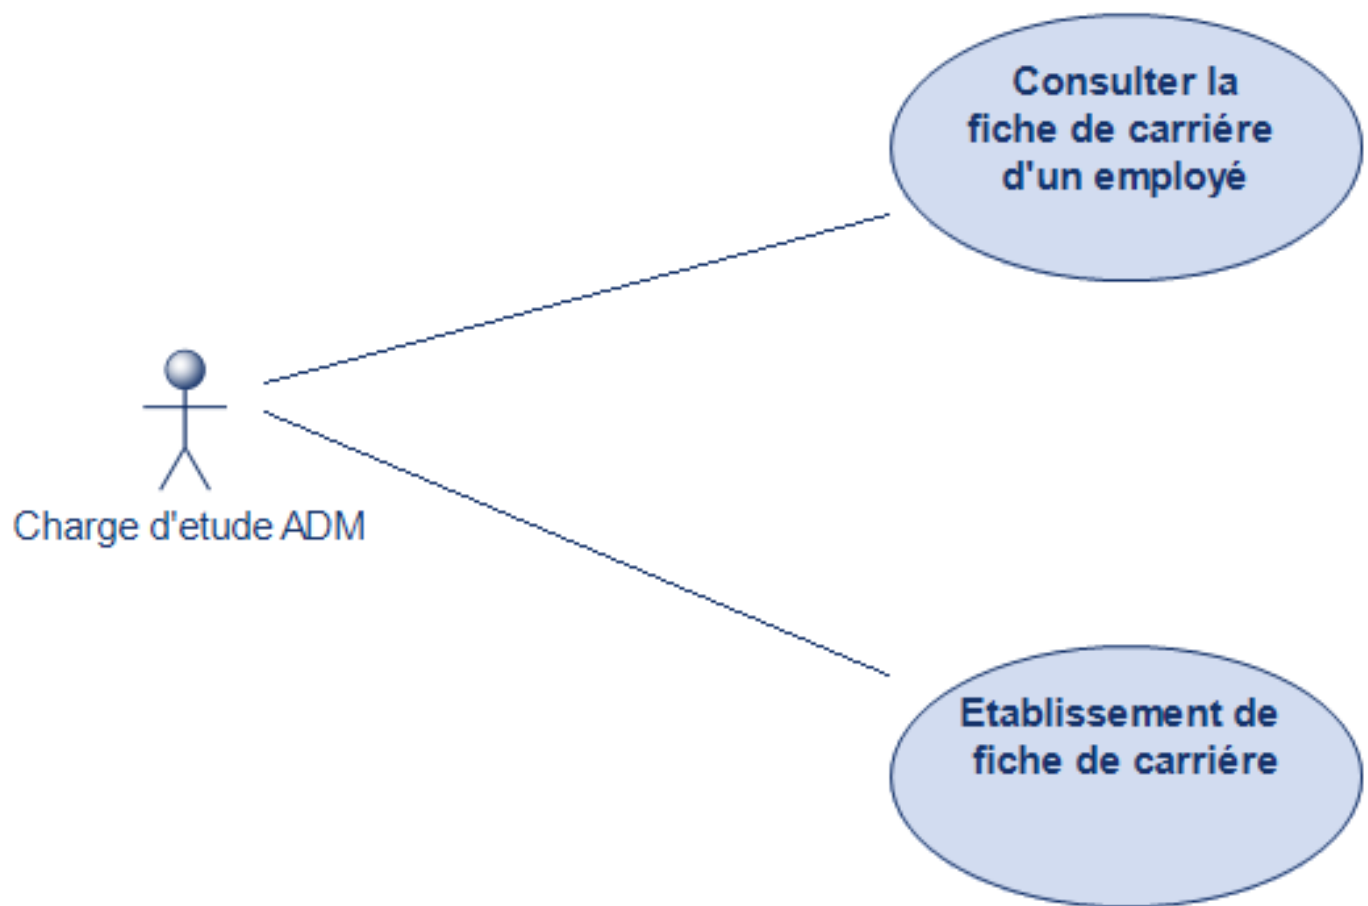 Consulter la
fiche de carriére
d'un employé
Charge d'etude ADM
Etablissement de
fiche de carriére